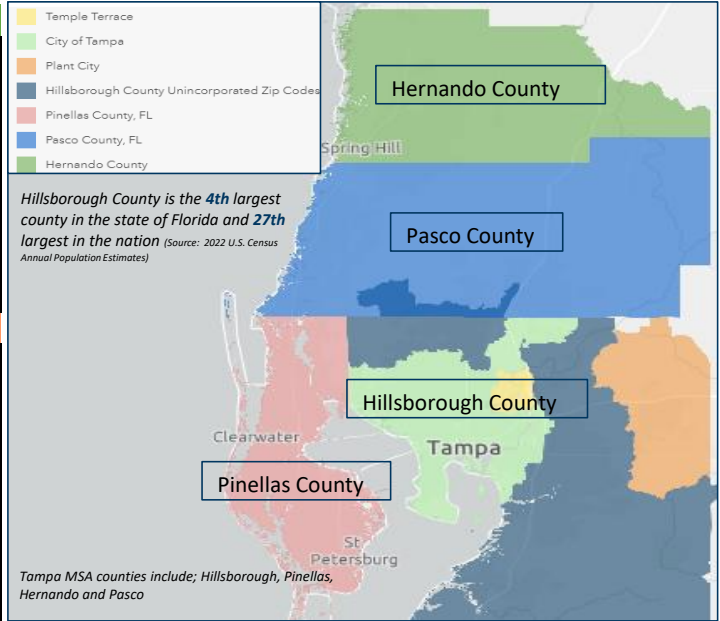 Temple Terrace
City of Tampa
Plant City
Hillsborough County Unincorporated Zip Codes
Pinellas County, FL
Pasco County, FL
Hernando County
Hernando County
Spring Hill
Hillsborough County is the 4th largest
county in the state of Florida and 27th
largest in the nation (Source: 2022 U.S. Census
Annual Population Estimates)
Pasco County
Hillsborough County
Clearwater
Tampa
Pinellas County
St
Petersburg
Tampa MSA counties include; Hillsborough, Pinellas,
Hernando and Pasco